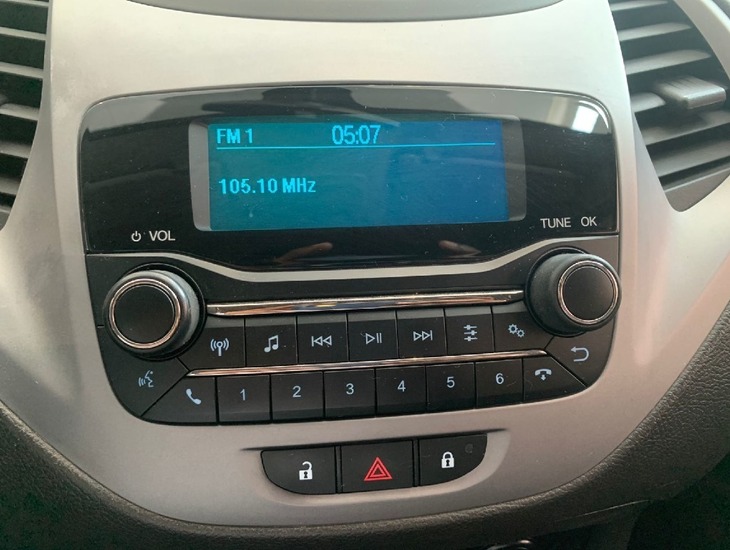 FM 1 05:07
105.10 MHz
VOL
TUNE OK
1 2 3 4 5 6